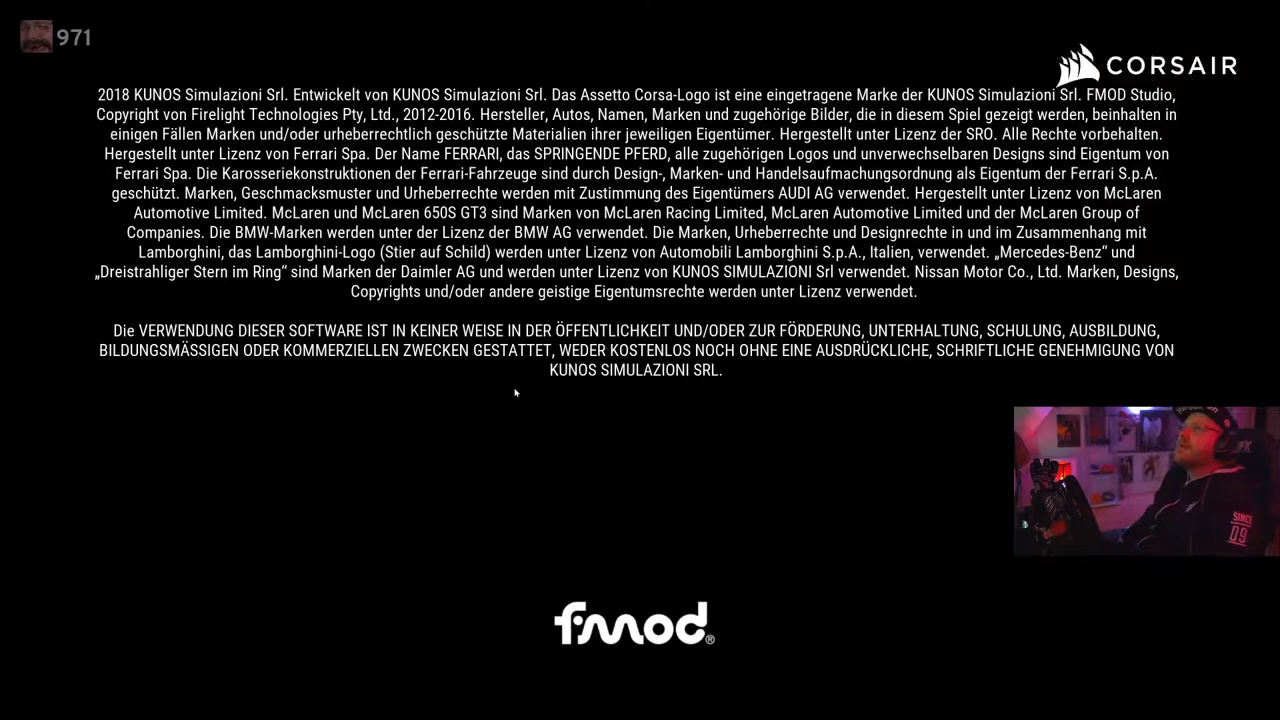 971
CORSAIR
2018 KUNOS Simulazioni Srl. Entwickelt von KUNOS Simulazioni Srl. Das Assetto Corsa-Logo ist eine eingetragene Marke der KUNOS Simulazioni Srl. FMOD Studio,
Copyright von Firelight Technologies Pty, Ltd., 2012-2016. Hersteller, Autos, Namen, Marken und zugehörige Bilder, die in diesem Spiel gezeigt werden, beinhalten in
einigen Fällen Marken und/oder urheberrechtlich geschützte Materialien ihrer jeweiligen Eigentümer. Hergestellt unter Lizenz der SRO. Alle Rechte vorbehalten.
Hergestellt unter Lizenz von Ferrari Spa. Der Name FERRARI, das SPRINGENDE PFERD, alle zugehörigen Logos und unverwechselbaren Designs sind Eigentum von
Ferrari Spa. Die Karosseriekonstruktionen der Ferrari-Fahrzeuge sind durch Design-, Marken- und Handelsaufmachungsordnung als Eigentum der Ferrari S.p.A.
geschützt. Marken, Geschmacksmuster und Urheberrechte werden mit Zustimmung des Eigentümers AUDI AG verwendet. Hergestellt unter Lizenz von McLaren
Automotive Limited. McLaren und McLaren 650S GT3 sind Marken von McLaren Racing Limited, McLaren Automotive Limited und der McLaren Group of
Companies. Die BMW-Marken werden unter der Lizenz der BMW AG verwendet. Die Marken, Urheberrechte und Designrechte in und im Zusammenhang mit
Lamborghini, das Lamborghini-Logo (Stier auf Schild) werden unter Lizenz von Automobili Lamborghini S.p.A., Italien, verwendet. „Mercedes-Benz“ und
„Dreistrahliger Stern im Ring“ sind Marken der Daimler AG und werden unter Lizenz von KUNOS SIMULAZIONI Srl verwendet. Nissan Motor Co., Ltd. Marken, Designs,
Copyrights und/oder andere geistige Eigentumsrechte werden unter Lizenz verwendet.
Die VERWENDUNG DIESER SOFTWARE IST IN KEINER WEISE IN DER ÖFFENTLICHKEIT UND/ODER ZUR FÖRDERUNG, UNTERHALTUNG, SCHULUNG, AUSBILDUNG,
BILDUNGSMÄSSIGEN ODER KOMMERZIELLEN ZWECKEN GESTATTET, WEDER KOSTENLOS NOCH OHNE EINE AUSDRÜCKLICHE, SCHRIFTLICHE GENEHMIGUNG VON
KUNOS SIMULAZIONI SRL.
SINCE
09
fmod®